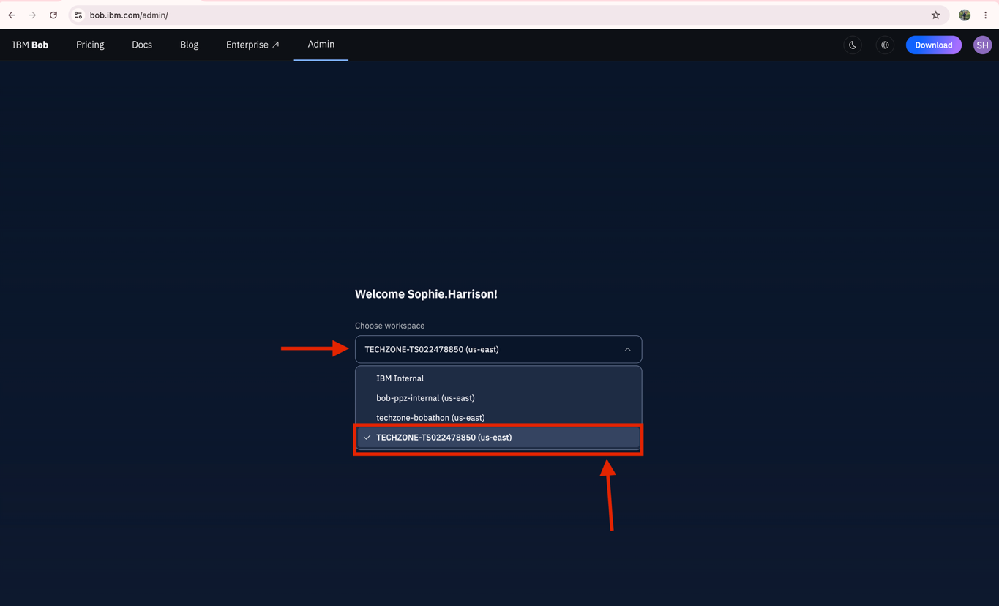 bob.ibm.com/admin/
IBM Bob Pricing Docs Blog Enterprise Admin Download SH
Welcome Sophie.Harrison!
Choose workspace
TECHZONE-TS022478850 (us-east)
IBM Internal
bob-ppz-internal (us-east)
techzone-bobathon (us-east)
TECHZONE-TS022478850 (us-east)